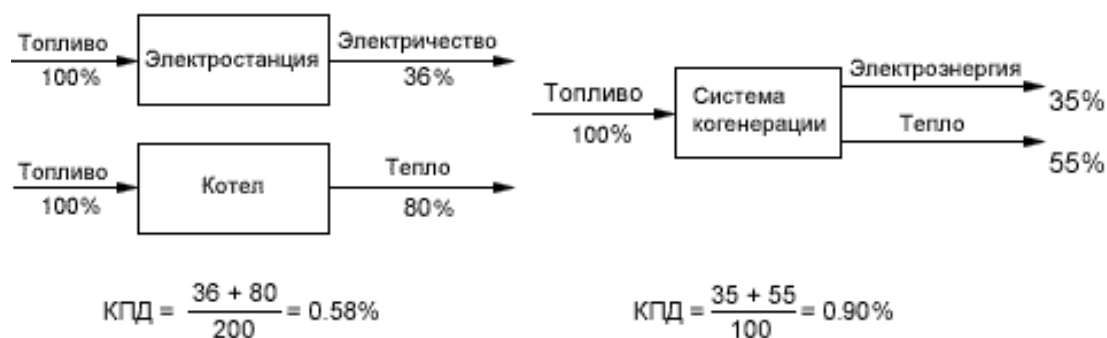 Топливо
100%
Электростанция
Электричество
36%
Топливо
100%
Котел
Тепло
80%
КПД = 36 + 80 / 200 = 0.58%
Топливо
100%
Система
когенерации
Электроэнергия
35%
Тепло
55%
КПД = 35 + 55 / 100 = 0.90%